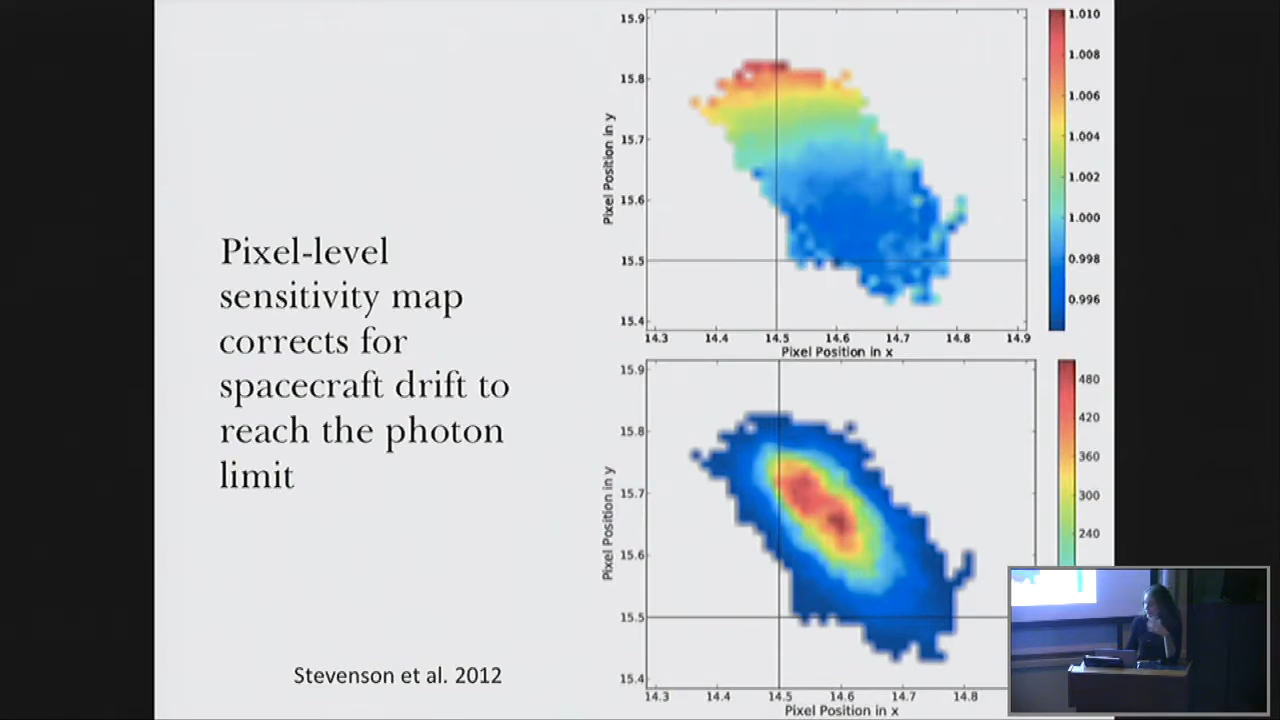 Pixel-level
sensitivity map
corrects for
spacecraft drift to
reach the photon
limit
Stevenson et al. 2012
15.9
15.8
15.7
15.6
15.5
15.4
Pixel Position in y
14.3 14.4 14.5 14.6 14.7 14.8 14.9
Pixel Position in x
1.010
1.008
1.006
1.004
1.002
1.000
0.998
0.996
15.9
15.8
15.7
15.6
15.5
15.4
Pixel Position in y
14.3 14.4 14.5 14.6 14.7 14.8
Pixel Position in x
480
420
360
300
240